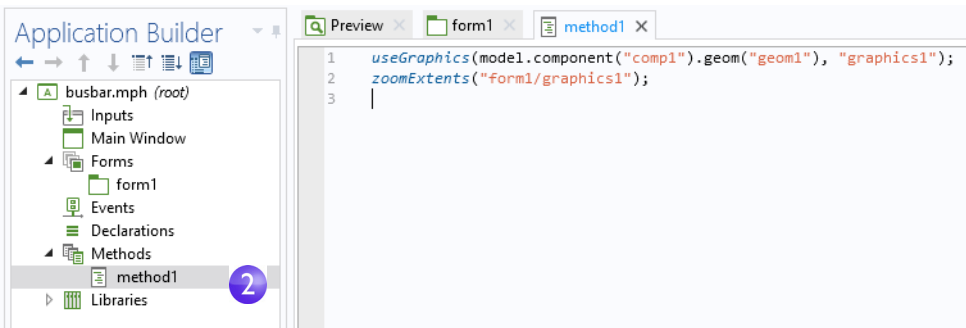 Application Builder
busbar.mph (root)
Inputs
Main Window
Forms
form1
Events
Declarations
Methods
method1
2
Libraries
Preview form1 method1
1 useGraphics(model.component("comp1").geom("geom1"), "graphics1");
2 zoomExtents("form1/graphics1");
3